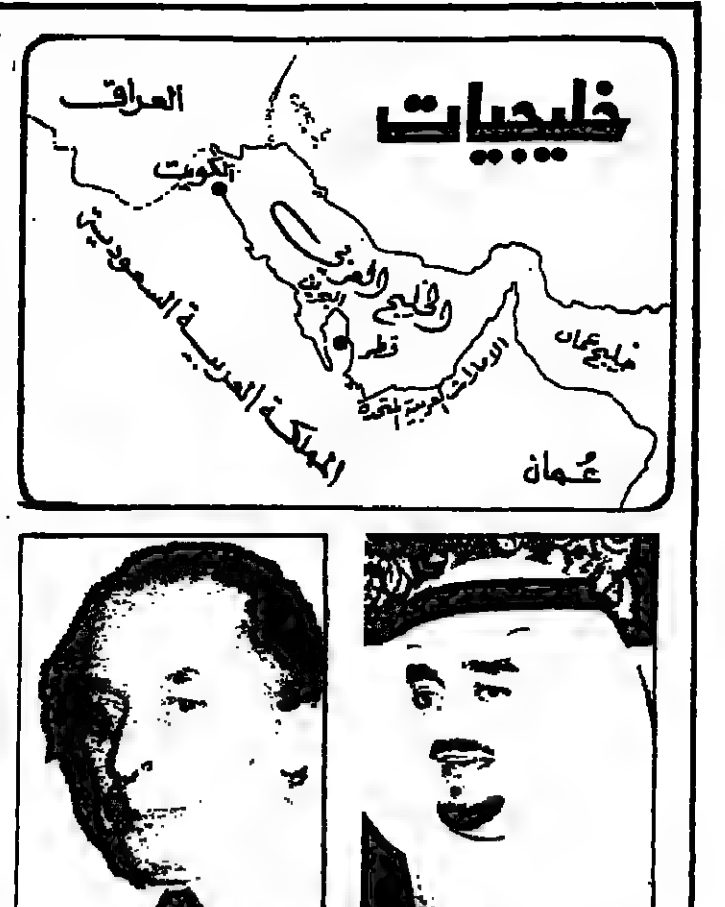 خليجيات
العراق
الكويت
المملكة العربية السعودية
الخليج العربي
البحرين
قطر
الامارات العربية المتحدة
خليج عمان
عُمان